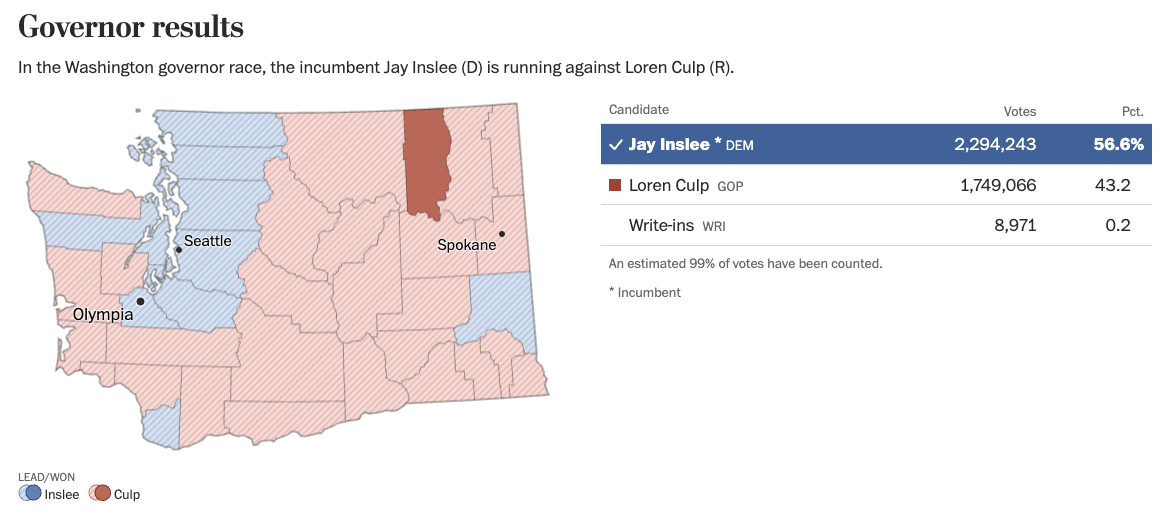 Governor results
In the Washington governor race, the incumbent Jay Inslee (D) is running against Loren Culp (R).
Candidate Votes Pct.
Jay Inslee * DEM 2,294,243 56.6%
Loren Culp GOP 1,749,066 43.2
Write-ins WRI 8,971 0.2
An estimated 99% of votes have been counted.
* Incumbent
Seattle
Spokane
Olympia
LEAD/WON
Inslee Culp